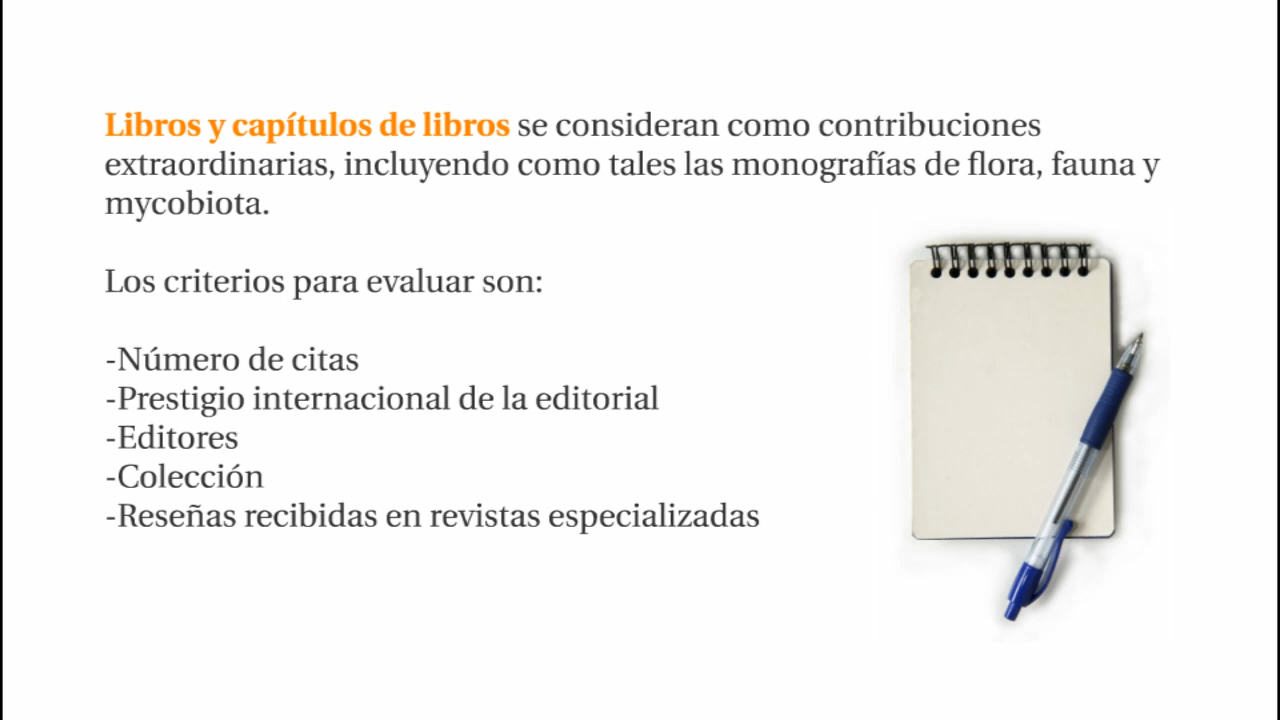 Libros y capítulos de libros se consideran como contribuciones
extraordinarias, incluyendo como tales las monografías de flora, fauna y
mycobiota.
Los criterios para evaluar son:
-Número de citas
-Prestigio internacional de la editorial
-Editores
-Colección
-Reseñas recibidas en revistas especializadas